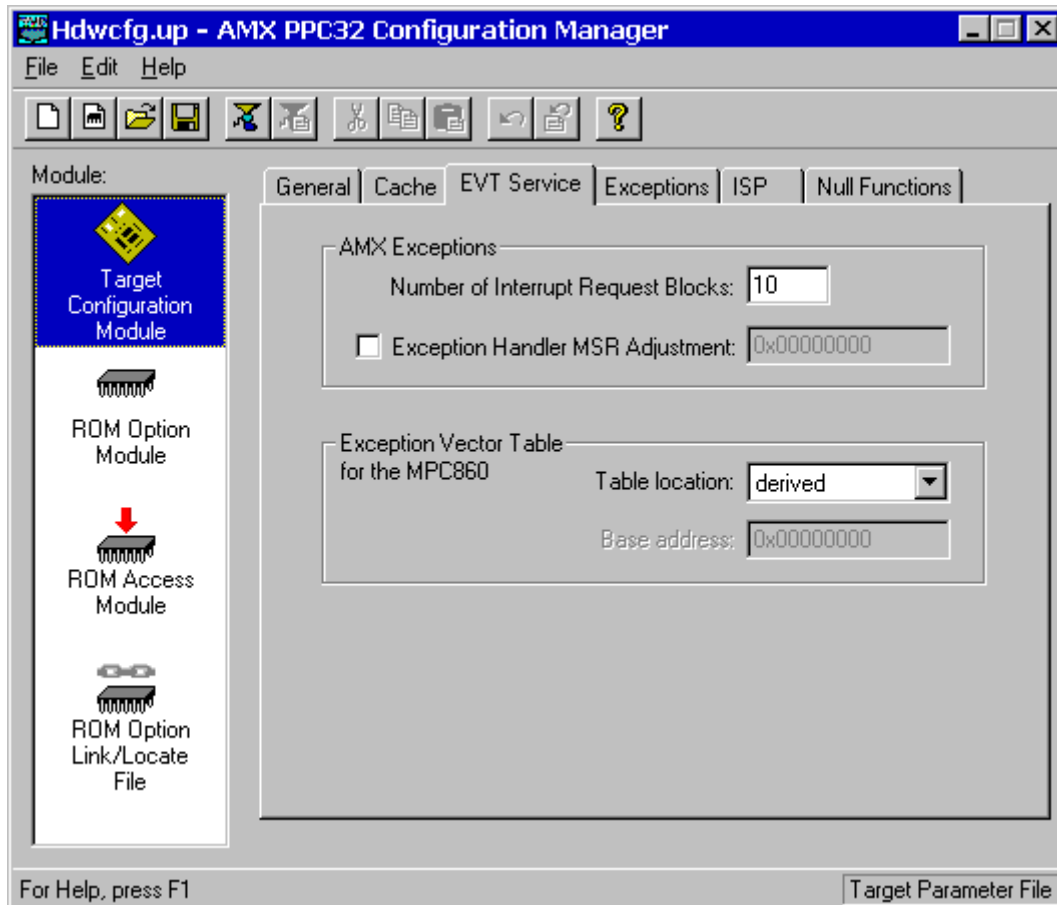 Hdwcfg.up - AMX PPC32 Configuration Manager
File Edit Help
Module:
Target
Configuration
Module
ROM Option
Module
ROM Access
Module
ROM Option
Link/Locate
File
General Cache EVT Service Exceptions ISP Null Functions
AMX Exceptions
Number of Interrupt Request Blocks: 10
Exception Handler MSR Adjustment: 0x00000000
Exception Vector Table
for the MPC860
Table location: derived
Base address: 0x00000000
For Help, press F1
Target Parameter File